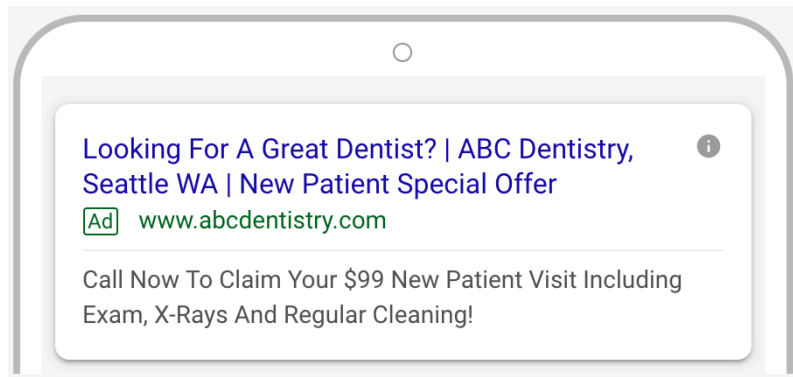 Looking For A Great Dentist? | ABC Dentistry,
Seattle WA | New Patient Special Offer
Ad www.abcdentistry.com
Call Now To Claim Your $99 New Patient Visit Including
Exam, X-Rays And Regular Cleaning!